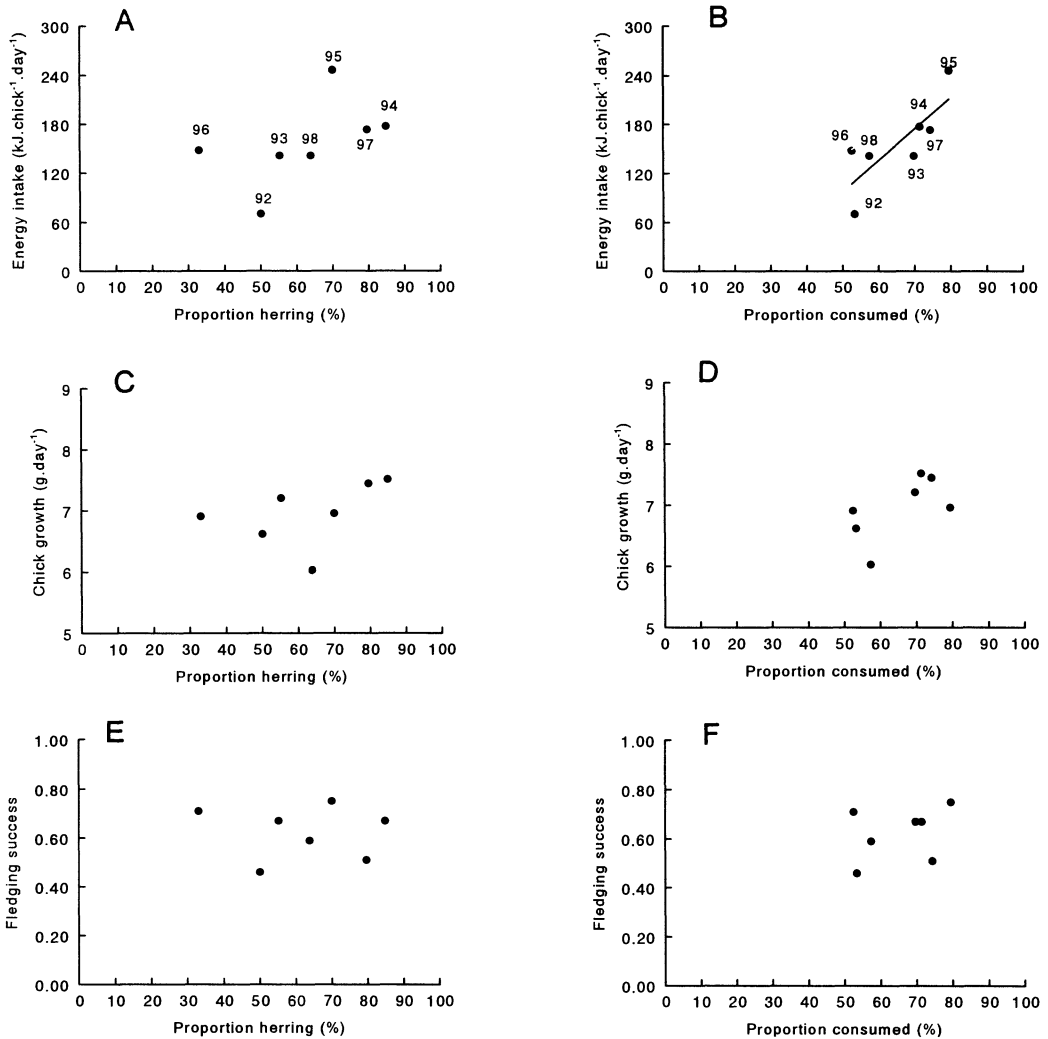 A
Energy intake (kJ.chick⁻¹.day⁻¹)
300
240
180
120
60
0
95
94
96
93
98
97
92
0 10 20 30 40 50 60 70 80 90 100
Proportion herring (%)
B
Energy intake (kJ.chick⁻¹.day⁻¹)
300
240
180
120
60
0
95
94
96
98
97
93
92
0 10 20 30 40 50 60 70 80 90 100
Proportion consumed (%)
C
Chick growth (g.day⁻¹)
9
8
7
6
5
0 10 20 30 40 50 60 70 80 90 100
Proportion herring (%)
D
Chick growth (g.day⁻¹)
9
8
7
6
5
0 10 20 30 40 50 60 70 80 90 100
Proportion consumed (%)
E
Fledging success
1.00
0.80
0.60
0.40
0.20
0.00
0 10 20 30 40 50 60 70 80 90 100
Proportion herring (%)
F
Fledging success
1.00
0.80
0.60
0.40
0.20
0.00
0 10 20 30 40 50 60 70 80 90 100
Proportion consumed (%)